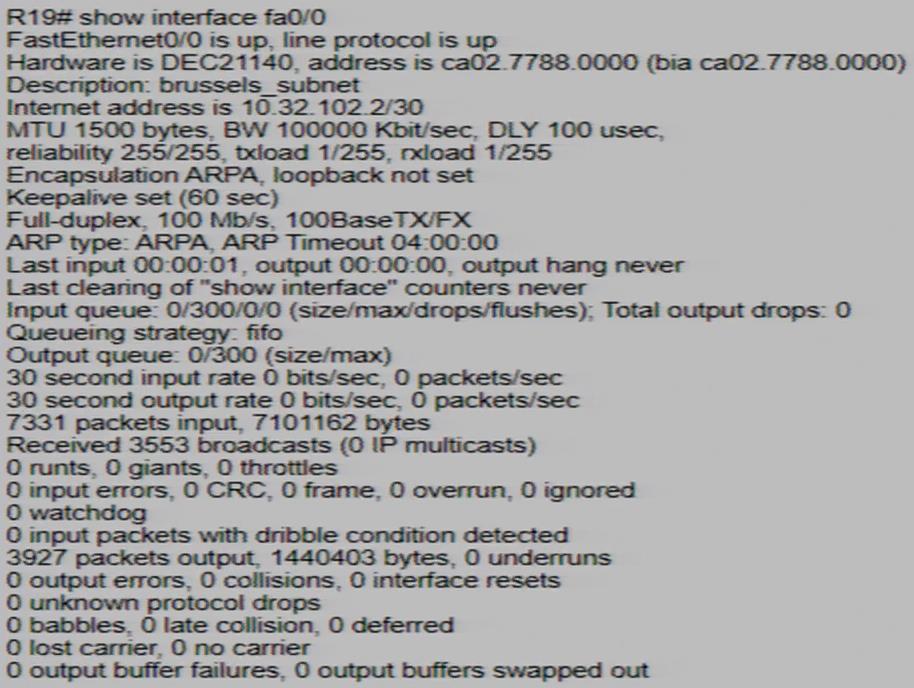 R19# show interface fa0/0
FastEthernet0/0 is up, line protocol is up
Hardware is DEC21140, address is ca02.7788.0000 (bia ca02.7788.0000)
Description: brussels_subnet
Internet address is 10.32.102.2/30
MTU 1500 bytes, BW 100000 Kbit/sec, DLY 100 usec,
reliability 255/255, txload 1/255, rxload 1/255
Encapsulation ARPA, loopback not set
Keepalive set (60 sec)
Full-duplex, 100 Mb/s, 100BaseTX/FX
ARP type: ARPA, ARP Timeout 04:00:00
Last input 00:00:01, output 00:00:00, output hang never
Last clearing of "show interface" counters never
Input queue: 0/300/0/0 (size/max/drops/flushes); Total output drops: 0
Queueing strategy: fifo
Output queue: 0/300 (size/max)
30 second input rate 0 bits/sec, 0 packets/sec
30 second output rate 0 bits/sec, 0 packets/sec
7331 packets input, 7101162 bytes
Received 3553 broadcasts (0 IP multicasts)
0 runts, 0 giants, 0 throttles
0 input errors, 0 CRC, 0 frame, 0 overrun, 0 ignored
0 watchdog
0 input packets with dribble condition detected
3927 packets output, 1440403 bytes, 0 underruns
0 output errors, 0 collisions, 0 interface resets
0 unknown protocol drops
0 babbles, 0 late collision, 0 deferred
0 lost carrier, 0 no carrier
0 output buffer failures, 0 output buffers swapped out